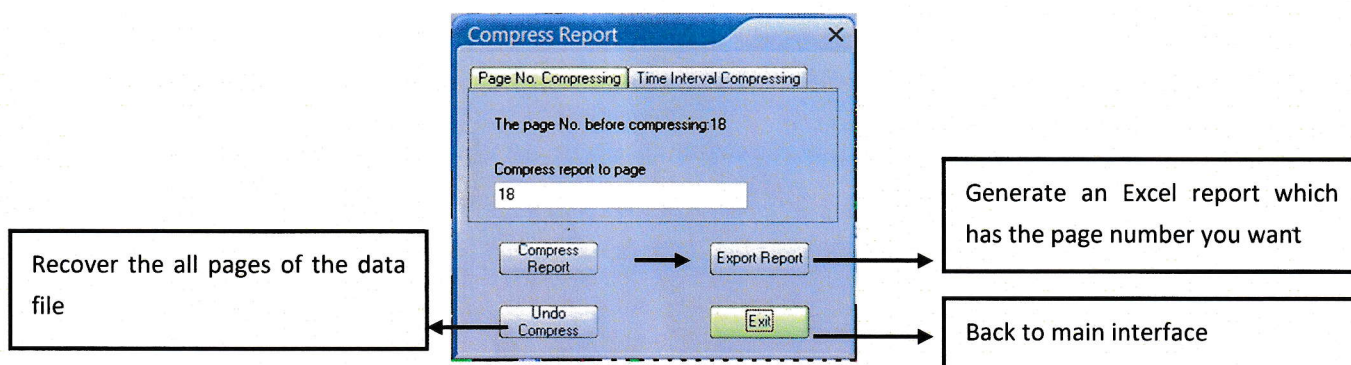 Compress Report
Page No. Compressing Time Interval Compressing
The page No. before compressing:18
Compress report to page
18
Compress
Report
Export Report
Undo
Compress
Exit
Generate an Excel report which
has the page number you want
Recover the all pages of the data
file
Back to main interface